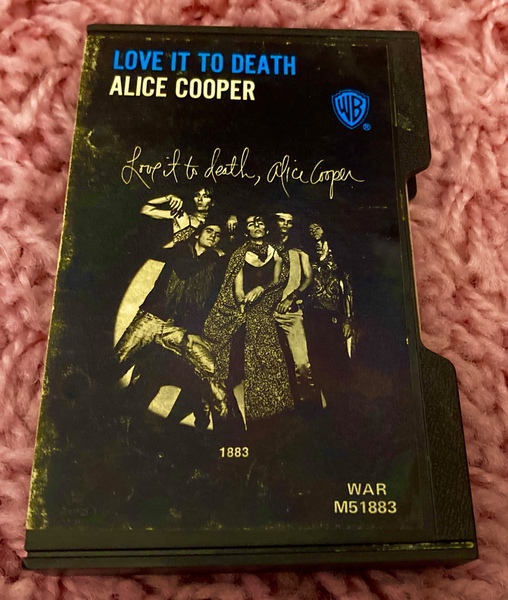 LOVE IT TO DEATH
ALICE COOPER
WB
®
Love it to death, Alice Cooper
1883
WAR
M51883